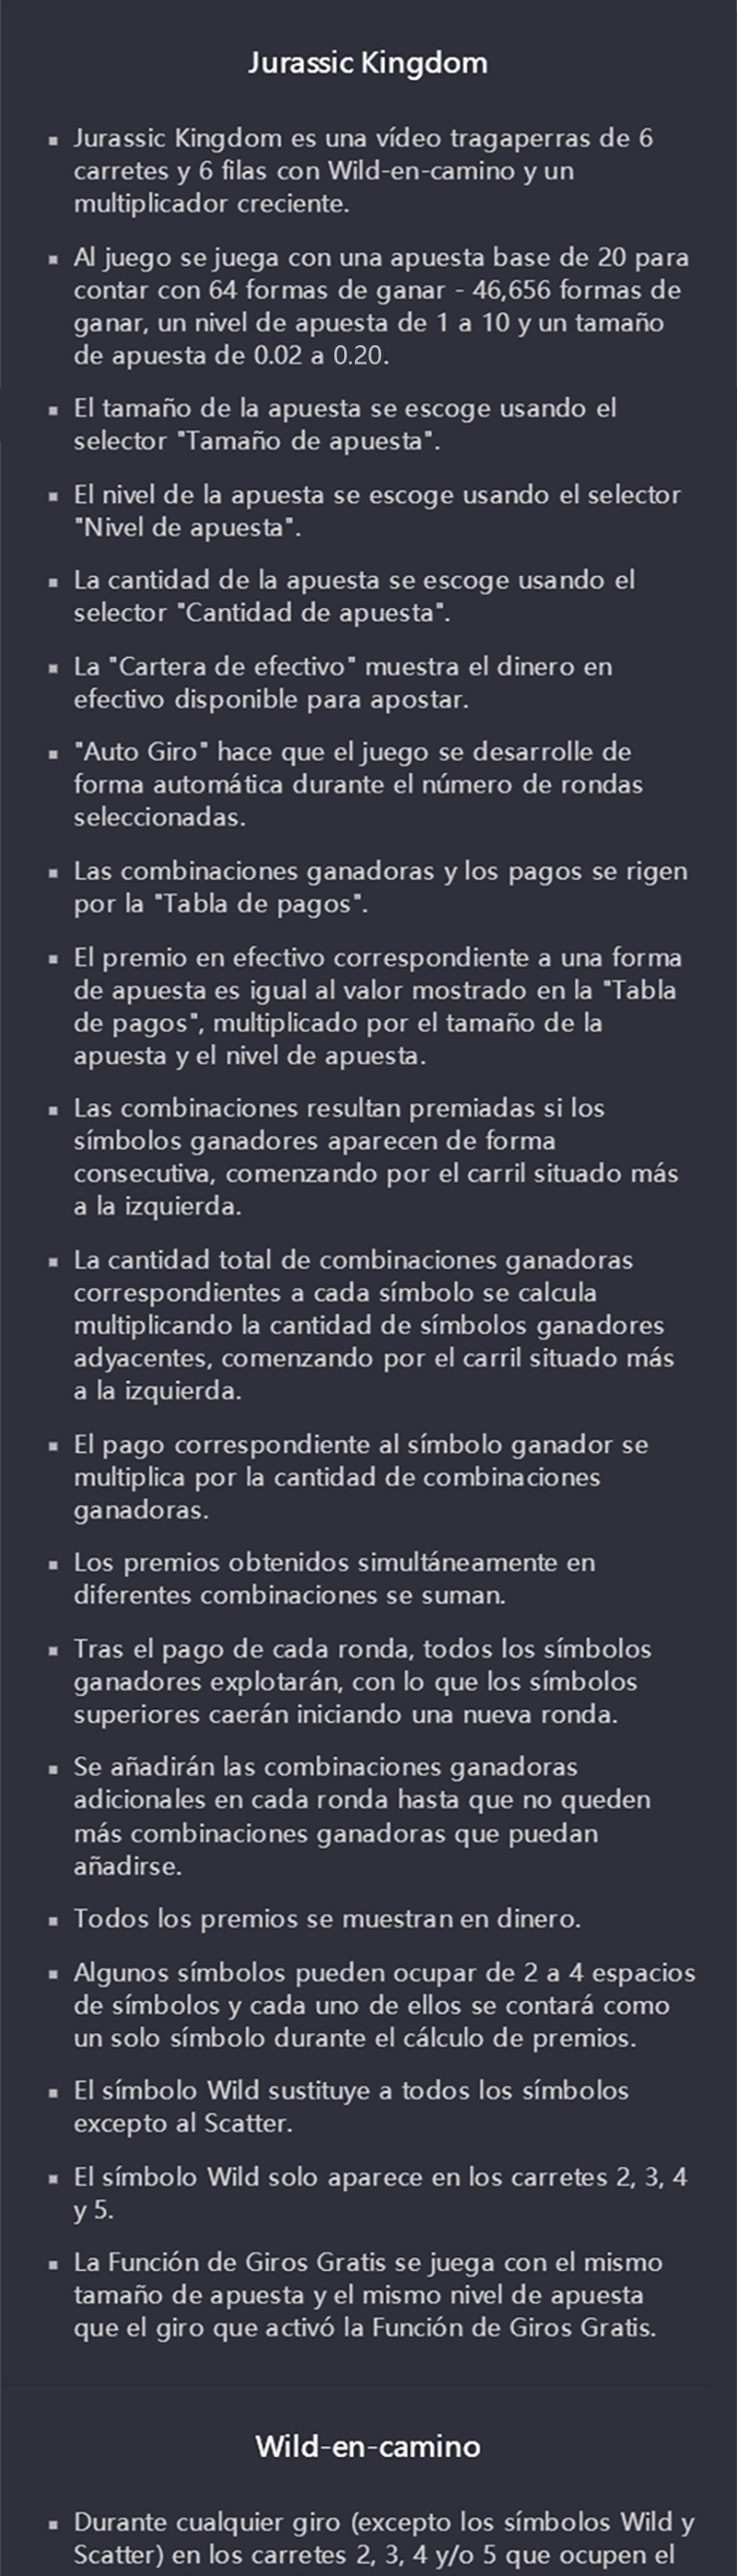 Jurassic Kingdom
▪ Jurassic Kingdom es una vídeo tragaperras de 6
carretes y 6 filas con Wild-en-camino y un
multiplicador creciente.
▪ Al juego se juega con una apuesta base de 20 para
contar con 64 formas de ganar - 46,656 formas de
ganar, un nivel de apuesta de 1 a 10 y un tamaño
de apuesta de 0.02 a 0.20.
▪ El tamaño de la apuesta se escoge usando el
selector "Tamaño de apuesta".
▪ El nivel de la apuesta se escoge usando el selector
"Nivel de apuesta".
▪ La cantidad de la apuesta se escoge usando el
selector "Cantidad de apuesta".
▪ La "Cartera de efectivo" muestra el dinero en
efectivo disponible para apostar.
▪ "Auto Giro" hace que el juego se desarrolle de
forma automática durante el número de rondas
seleccionadas.
▪ Las combinaciones ganadoras y los pagos se rigen
por la "Tabla de pagos".
▪ El premio en efectivo correspondiente a una forma
de apuesta es igual al valor mostrado en la "Tabla
de pagos", multiplicado por el tamaño de la
apuesta y el nivel de apuesta.
▪ Las combinaciones resultan premiadas si los
símbolos ganadores aparecen de forma
consecutiva, comenzando por el carril situado más
a la izquierda.
▪ La cantidad total de combinaciones ganadoras
correspondientes a cada símbolo se calcula
multiplicando la cantidad de símbolos ganadores
adyacentes, comenzando por el carril situado más
a la izquierda.
▪ El pago correspondiente al símbolo ganador se
multiplica por la cantidad de combinaciones
ganadoras.
▪ Los premios obtenidos simultáneamente en
diferentes combinaciones se suman.
▪ Tras el pago de cada ronda, todos los símbolos
ganadores explotarán, con lo que los símbolos
superiores caerán iniciando una nueva ronda.
▪ Se añadirán las combinaciones ganadoras
adicionales en cada ronda hasta que no queden
más combinaciones ganadoras que puedan
añadirse.
▪ Todos los premios se muestran en dinero.
▪ Algunos símbolos pueden ocupar de 2 a 4 espacios
de símbolos y cada uno de ellos se contará como
un solo símbolo durante el cálculo de premios.
▪ El símbolo Wild sustituye a todos los símbolos
excepto al Scatter.
▪ El símbolo Wild solo aparece en los carretes 2, 3, 4
y 5.
▪ La Función de Giros Gratis se juega con el mismo
tamaño de apuesta y el mismo nivel de apuesta
que el giro que activó la Función de Giros Gratis.
Wild-en-camino
▪ Durante cualquier giro (excepto los símbolos Wild y
Scatter) en los carretes 2, 3, 4 y/o 5 que ocupen el